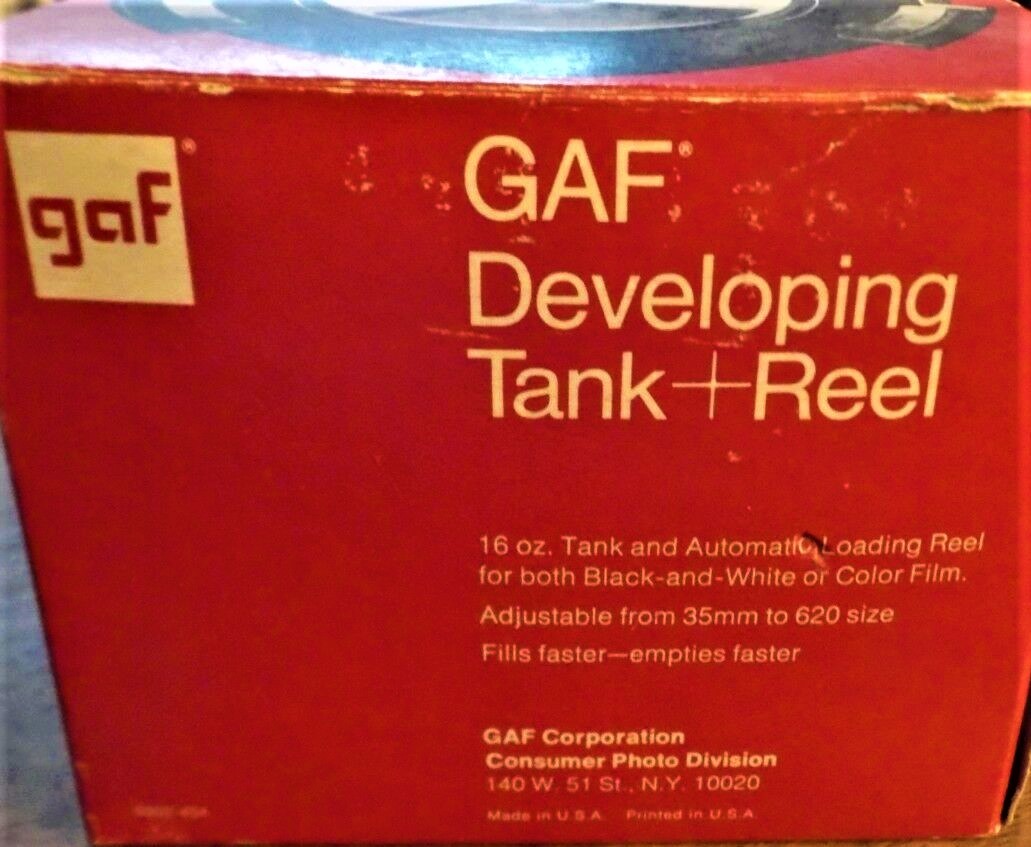 gaf®
GAF®
Developing
Tank+Reel
16 oz. Tank and Automatic Loading Reel
for both Black-and-White or Color Film.
Adjustable from 35mm to 620 size
Fills faster—empties faster
GAF Corporation
Consumer Photo Division
140 W. 51 St., N.Y. 10020
Made in U.S.A. Printed in U.S.A.